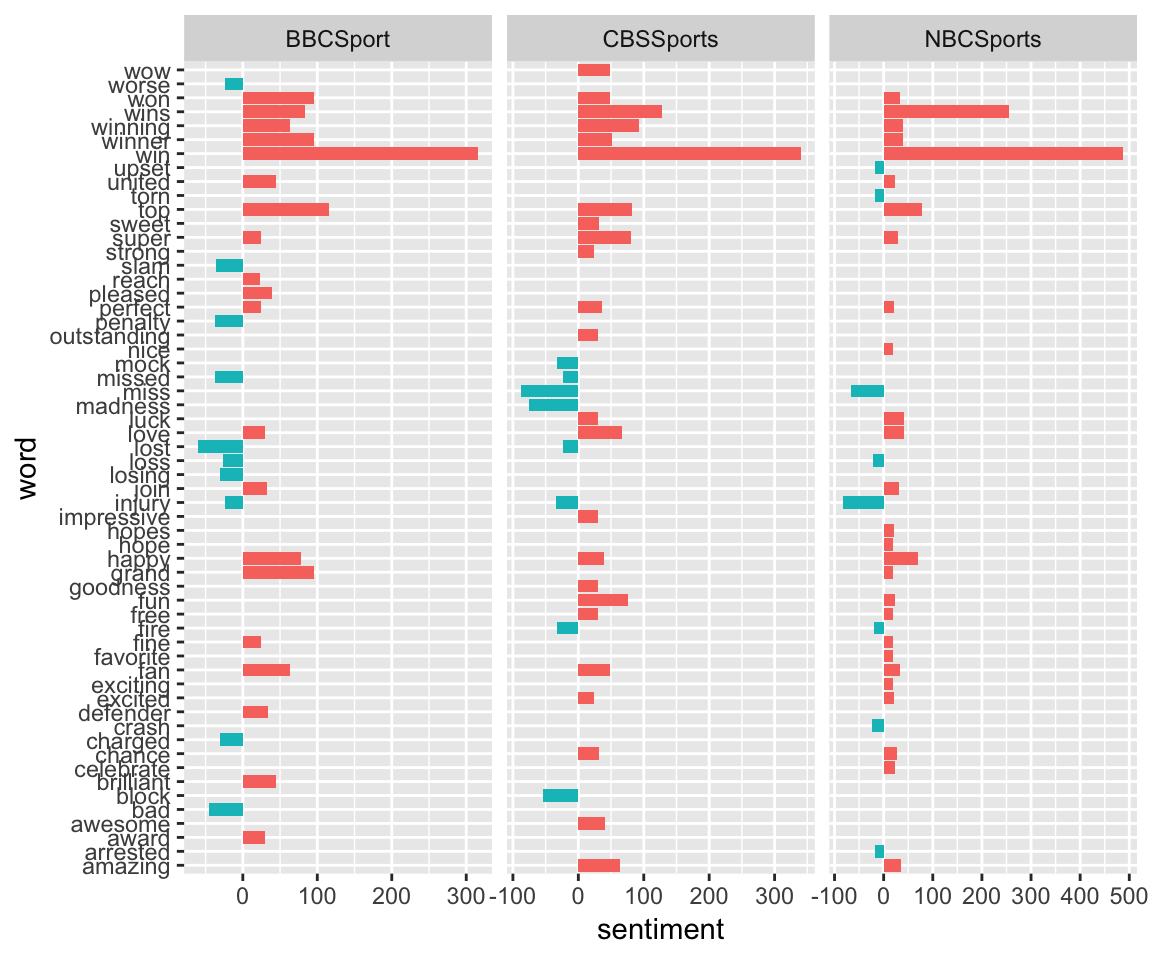 BBCSport CBSSports NBCSports
wow
worse
won
wins
winning
winner
win
upset
united
torn
top
sweet
super
strong
slam
reach
pleased
perfect
penalty
outstanding
nice
mock
missed
miss
madness
luck
love
lost
loss
losing
join
injury
impressive
hopes
hope
happy
grand
goodness
fun
free
fire
fine
favorite
fan
exciting
excited
defender
crash
charged
chance
celebrate
brilliant
block
bad
awesome
award
arrested
amazing
word
0 100 200 300 -100 0 100 200 300 -100 0 100 200 300 400 500
sentiment